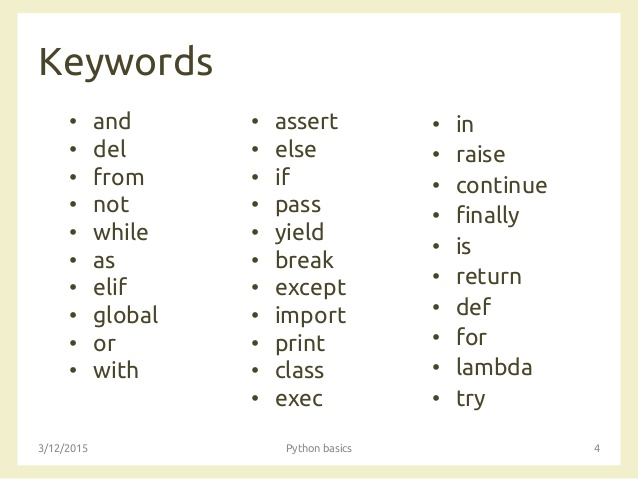 Keywords
• and
• del
• from
• not
• while
• as
• elif
• global
• or
• with
• assert
• else
• if
• pass
• yield
• break
• except
• import
• print
• class
• exec
• in
• raise
• continue
• finally
• is
• return
• def
• for
• lambda
• try
3/12/2015 Python basics 4